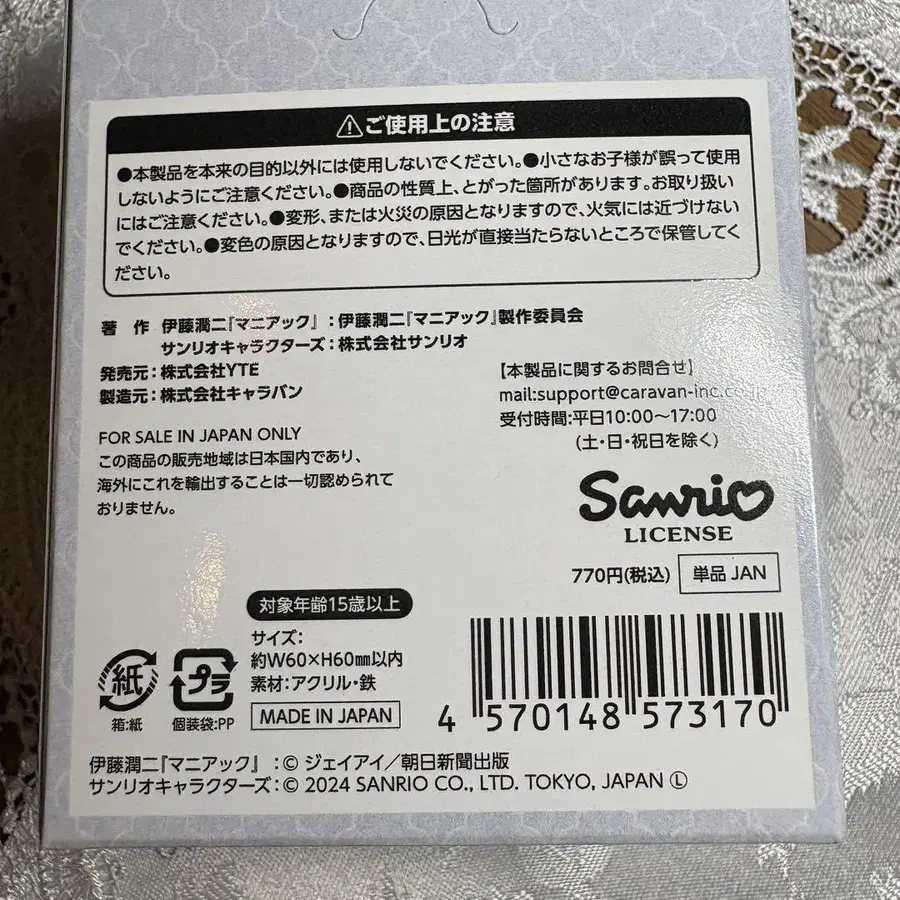 ⚠ご使用上の注意
●本製品を本来の目的以外には使用しないでください。●小さなお子様が誤って使用
しないようにご注意ください。●商品の性質上、とがった箇所があります。お取り扱い
にはご注意ください。●変形、または火災の原因となりますので、火気には近づけない
でください。●変色の原因となりますので、日光が直接当たらないところで保管してく
ださい。
著 作 伊藤潤二『マニアック』:伊藤潤二『マニアック』製作委員会
サンリオキャラクターズ:株式会社サンリオ
発売元:株式会社YTE
製造元:株式会社キャラバン
【本製品に関するお問合せ】
mail:support@caravan-inc.co.jp
受付時間:平日10:00～17:00
(土・日・祝日を除く)
FOR SALE IN JAPAN ONLY
この商品の販売地域は日本国内であり、
海外にこれを輸出することは一切認められて
おりません。
Sanrio
LICENSE
770円(税込) 単品 JAN
対象年齢15歳以上
サイズ:
約W60×H60㎜以内
素材:アクリル・鉄
MADE IN JAPAN
紙
箱:紙
プラ
個装袋:PP
4 570148 573170
伊藤潤二『マニアック』:© ジェイアイ／朝日新聞出版
サンリオキャラクターズ:© 2024 SANRIO CO., LTD. TOKYO, JAPAN Ⓛ